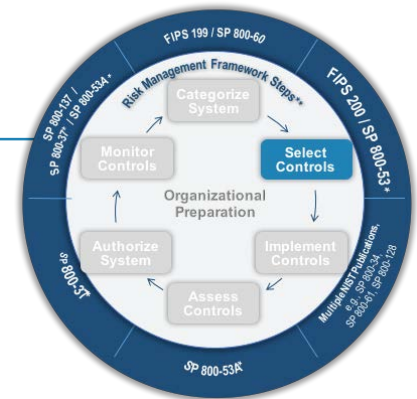 FIPS 199 / SP 800-60
Risk Management Framework Steps**
Categorize
System
FIPS 200 / SP 800-53*
Select
Controls
Multiple NIST Publications,
e.g., SP 800-34,
SP 800-61, SP 800-128
Implement
Controls
SP 800-53A*
Assess
Controls
SP 800-37*
Authorize
System
SP 800-137 /
SP 800-37* / SP 800-53A*
Monitor
Controls
Organizational
Preparation